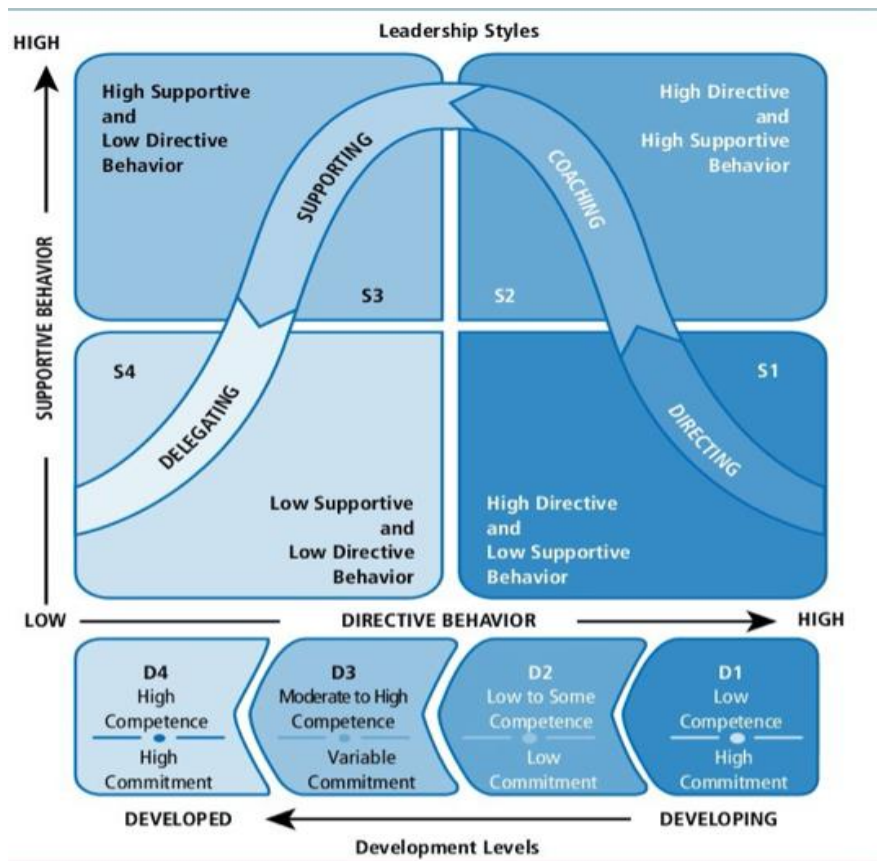 Leadership Styles
HIGH
High Supportive
and
Low Directive
Behavior
High Directive
and
High Supportive
Behavior
SUPPORTING
COACHING
S3
S2
SUPPORTIVE BEHAVIOR
S4
S1
DELEGATING
DIRECTING
Low Supportive
and
Low Directive
Behavior
High Directive
and
Low Supportive
Behavior
LOW
DIRECTIVE BEHAVIOR
HIGH
D4
High
Competence
High
Commitment
D3
Moderate to High
Competence
Variable
Commitment
D2
Low to Some
Competence
Low
Commitment
D1
Low
Competence
High
Commitment
DEVELOPED
DEVELOPING
Development Levels